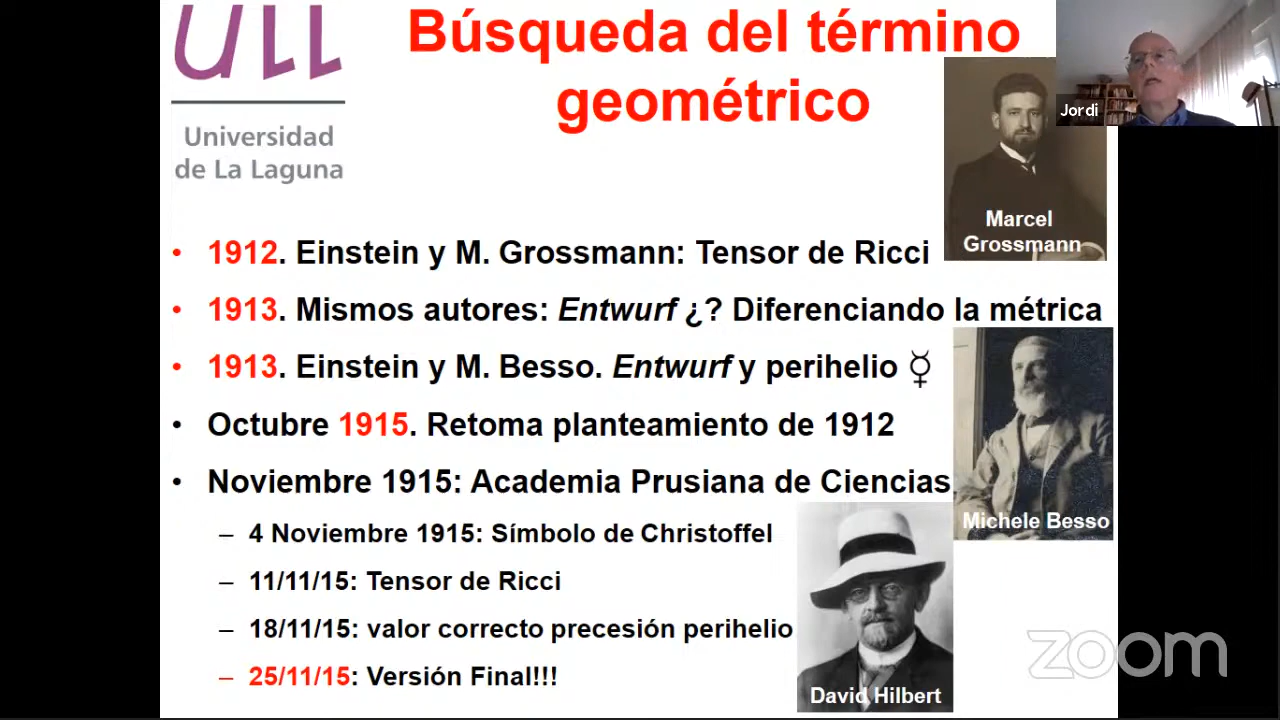 ULL
Universidad
de La Laguna
Búsqueda del término
geométrico
Jordi
Marcel
Grossmann
• 1912. Einstein y M. Grossmann: Tensor de Ricci
• 1913. Mismos autores: Entwurf ¿? Diferenciando la métrica
• 1913. Einstein y M. Besso. Entwurf y perihelio ☿
• Octubre 1915. Retoma planteamiento de 1912
• Noviembre 1915: Academia Prusiana de Ciencias
– 4 Noviembre 1915: Símbolo de Christoffel
– 11/11/15: Tensor de Ricci
– 18/11/15: valor correcto precesión perihelio
– 25/11/15: Versión Final!!!
Michele Besso
David Hilbert
zoom